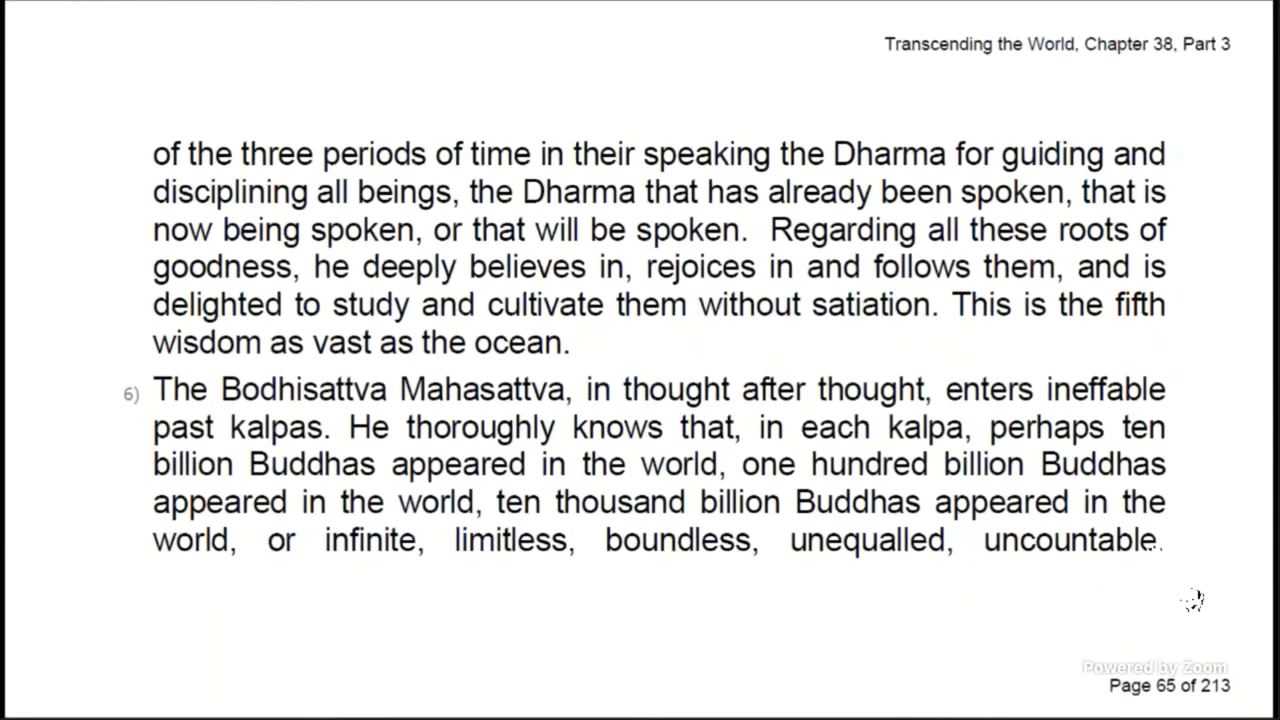 Transcending the World, Chapter 38, Part 3
of the three periods of time in their speaking the Dharma for guiding and
disciplining all beings, the Dharma that has already been spoken, that is
now being spoken, or that will be spoken.  Regarding all these roots of
goodness, he deeply believes in, rejoices in and follows them, and is
delighted to study and cultivate them without satiation. This is the fifth
wisdom as vast as the ocean.
6) The Bodhisattva Mahasattva, in thought after thought, enters ineffable
past kalpas. He thoroughly knows that, in each kalpa, perhaps ten
billion Buddhas appeared in the world, one hundred billion Buddhas
appeared in the world, ten thousand billion Buddhas appeared in the
world, or infinite, limitless, boundless, unequalled, uncountable.
Powered by Zoom
Page 65 of 213